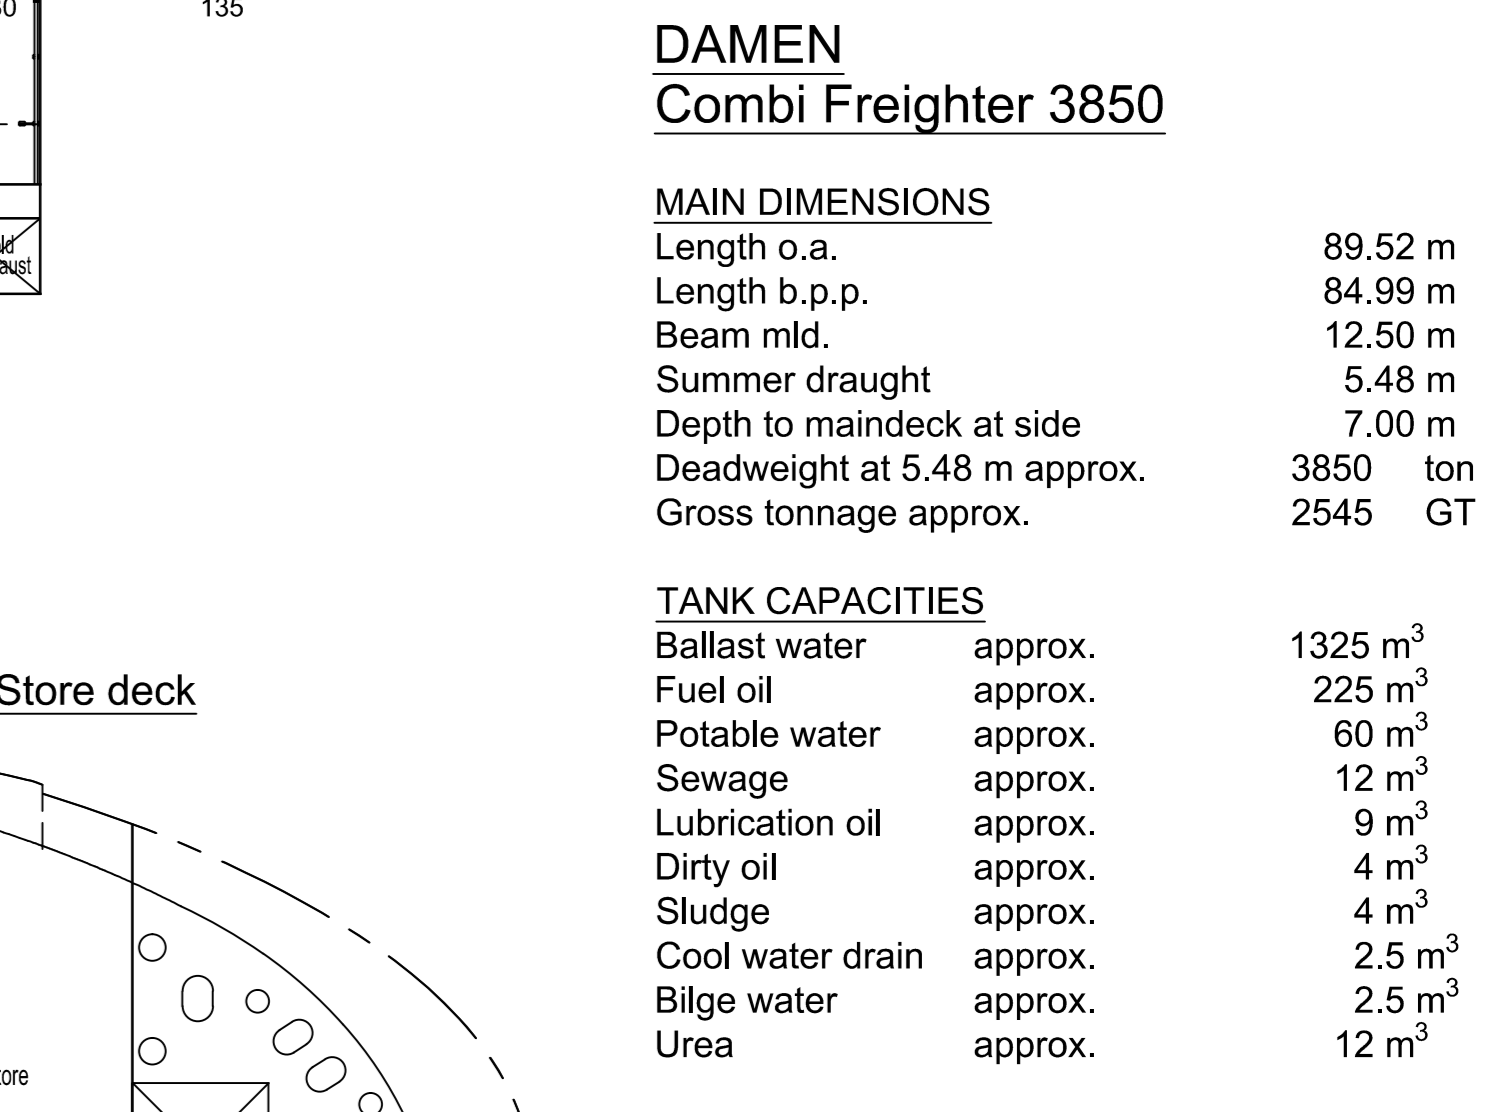 135
DAMEN
Combi Freighter 3850
MAIN DIMENSIONS
Length o.a. 89.52 m
Length b.p.p. 84.99 m
Beam mld. 12.50 m
Summer draught 5.48 m
Depth to maindeck at side 7.00 m
Deadweight at 5.48 m approx. 3850 ton
Gross tonnage approx. 2545 GT
TANK CAPACITIES
Ballast water approx. 1325 m³
Fuel oil approx. 225 m³
Potable water approx. 60 m³
Sewage approx. 12 m³
Lubrication oil approx. 9 m³
Dirty oil approx. 4 m³
Sludge approx. 4 m³
Cool water drain approx. 2.5 m³
Bilge water approx. 2.5 m³
Urea approx. 12 m³
Store deck